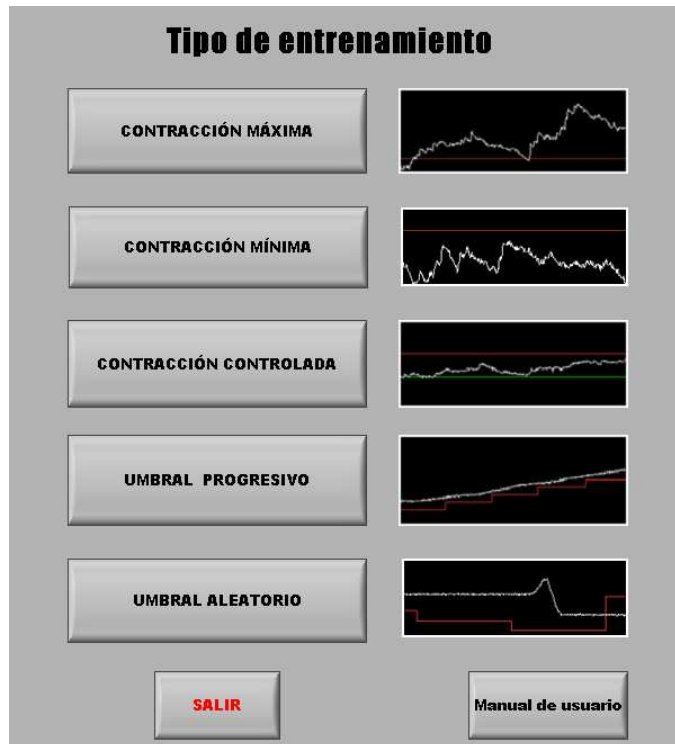 Tipo de entrenamiento
CONTRACCIÓN MÁXIMA
CONTRACCIÓN MÍNIMA
CONTRACCIÓN CONTROLADA
UMBRAL PROGRESIVO
UMBRAL ALEATORIO
SALIR
Manual de usuario